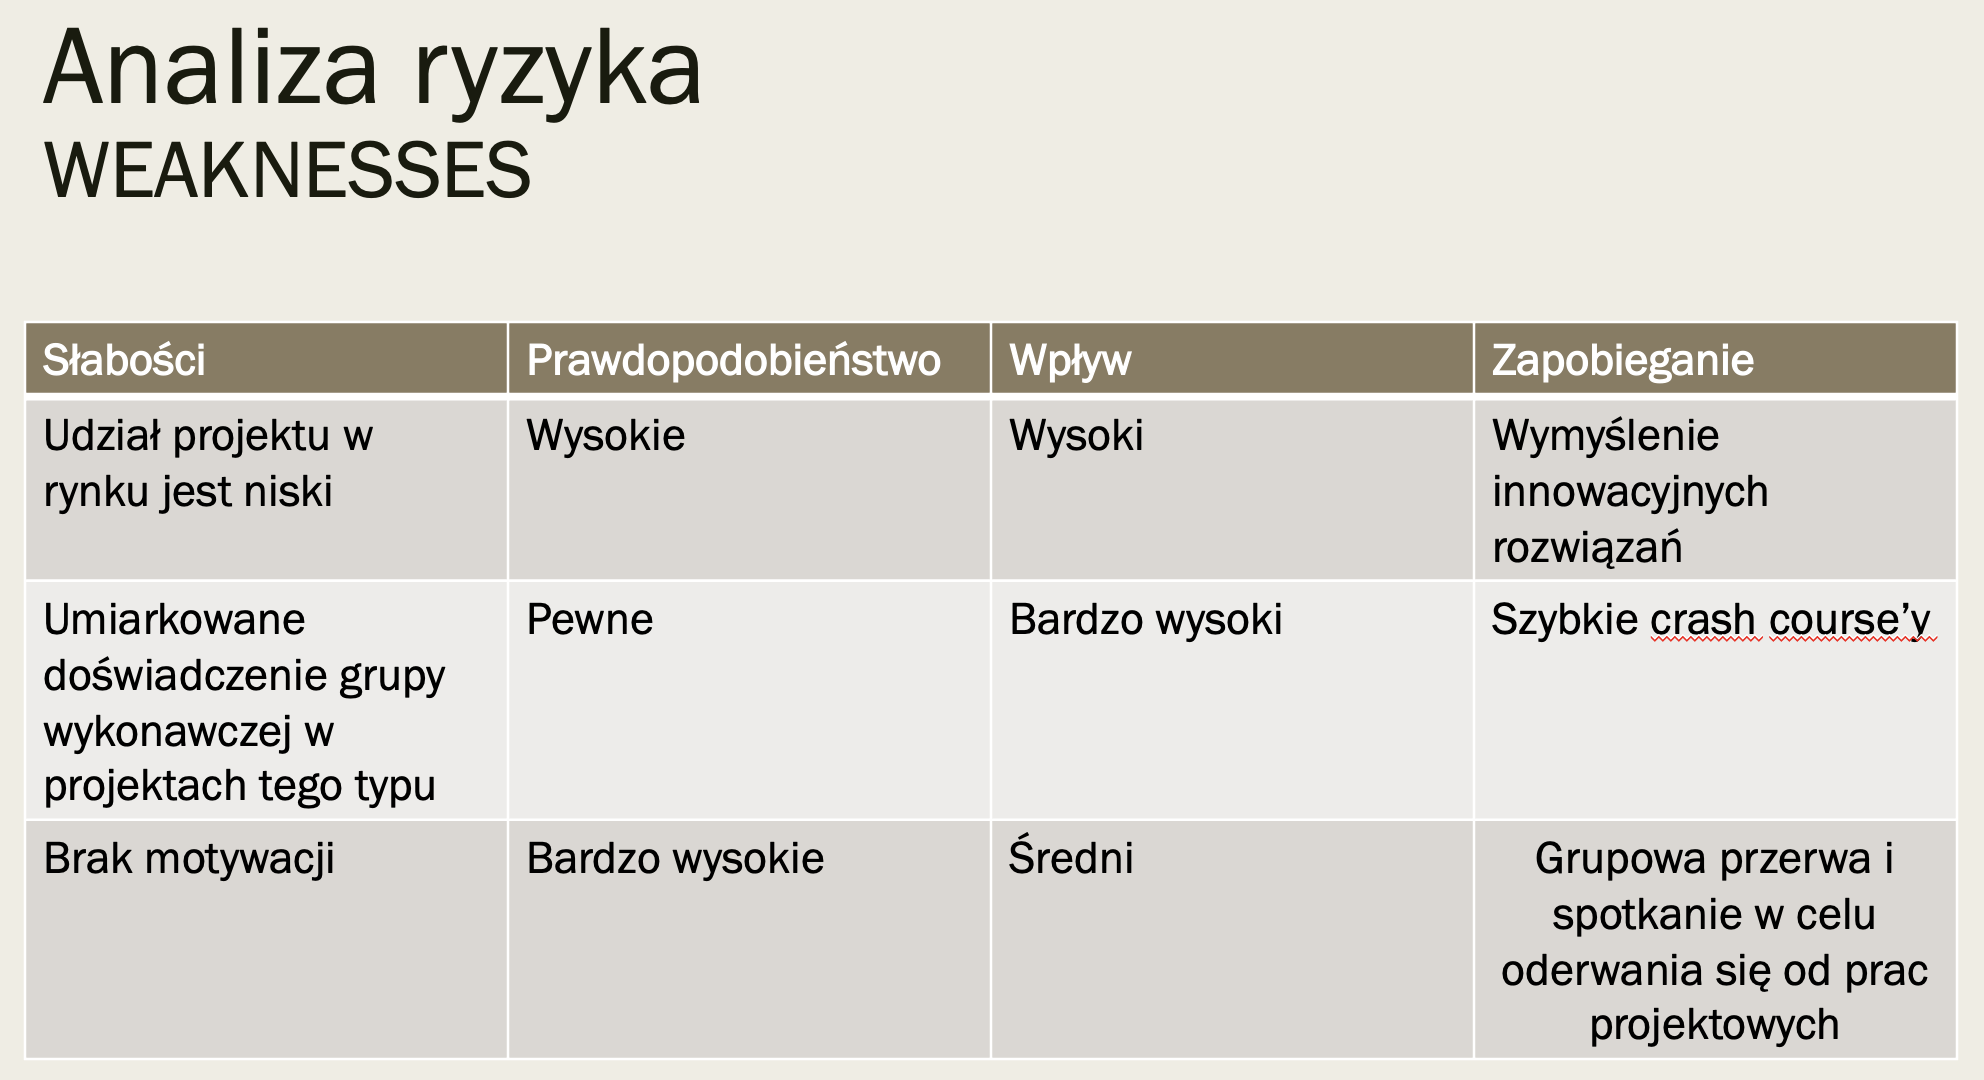 Analiza ryzyka
WEAKNESSES
Słabości
Prawdopodobieństwo
Wpływ
Zapobieganie
Udział projektu w
rynku jest niski
Wysokie
Wysoki
Wymyślenie
innowacyjnych
rozwiązań
Umiarkowane
doświadczenie grupy
wykonawczej w
projektach tego typu
Pewne
Bardzo wysoki
Szybkie crash course’y
Brak motywacji
Bardzo wysokie
Średni
Grupowa przerwa i
spotkanie w celu
oderwania się od prac
projektowych